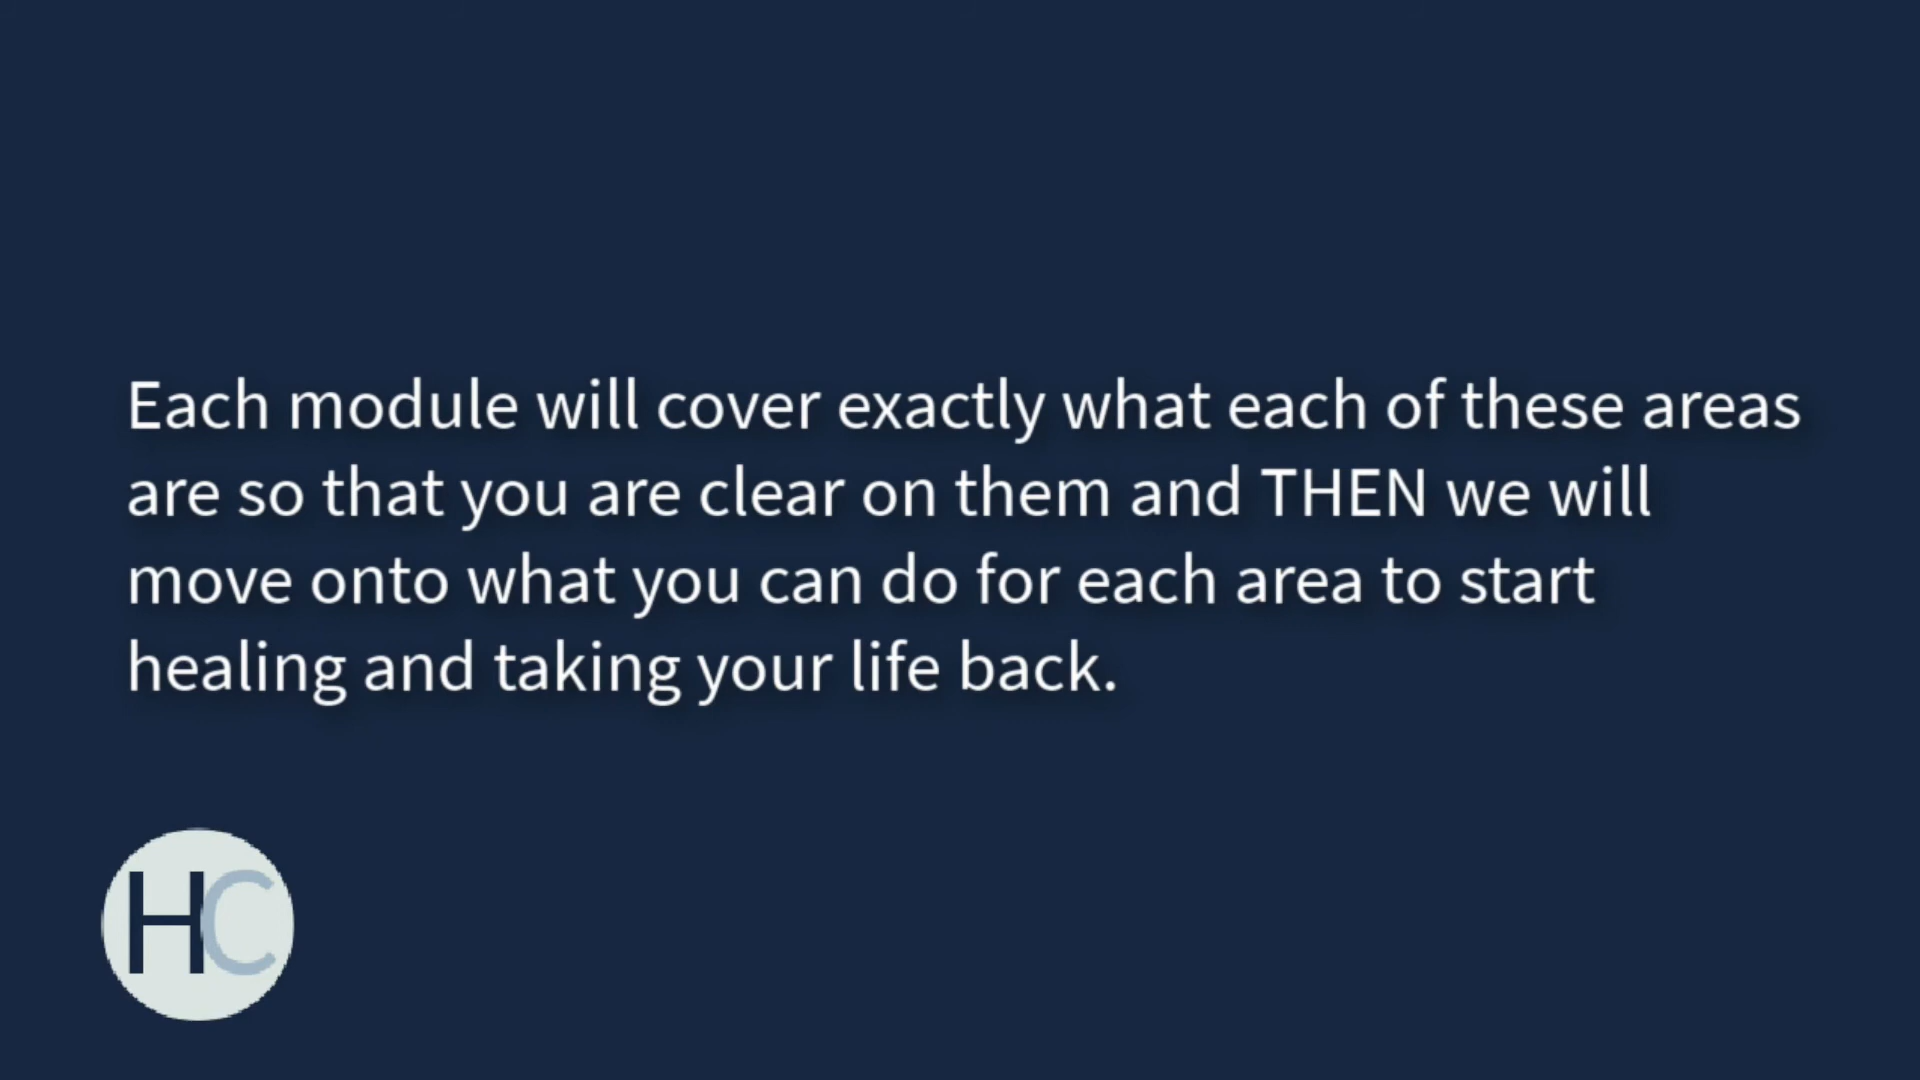 Each module will cover exactly what each of these areas
are so that you are clear on them and THEN we will
move onto what you can do for each area to start
healing and taking your life back.
HC